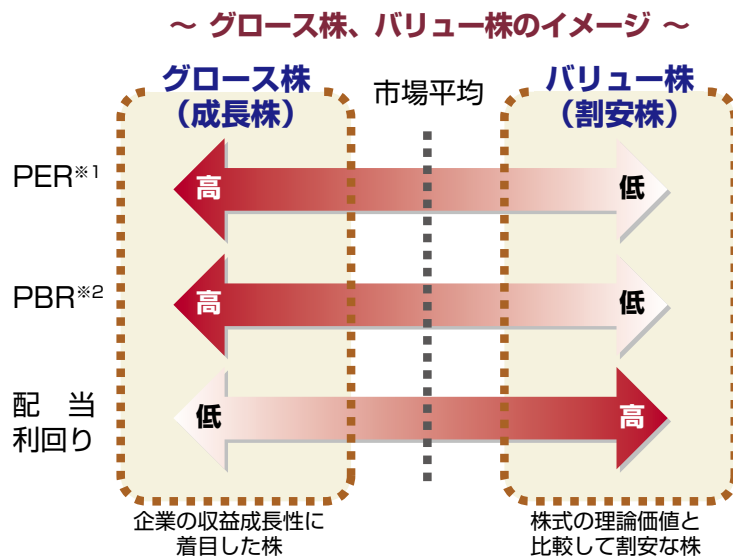 ～ グロース株、バリュー株のイメージ ～
グロース株
（成長株）
市場平均
バリュー株
（割安株）
PER※1
高
低
PBR※2
高
低
配　当
利回り
低
高
企業の収益成長性に
着目した株
株式の理論価値と
比較して割安な株